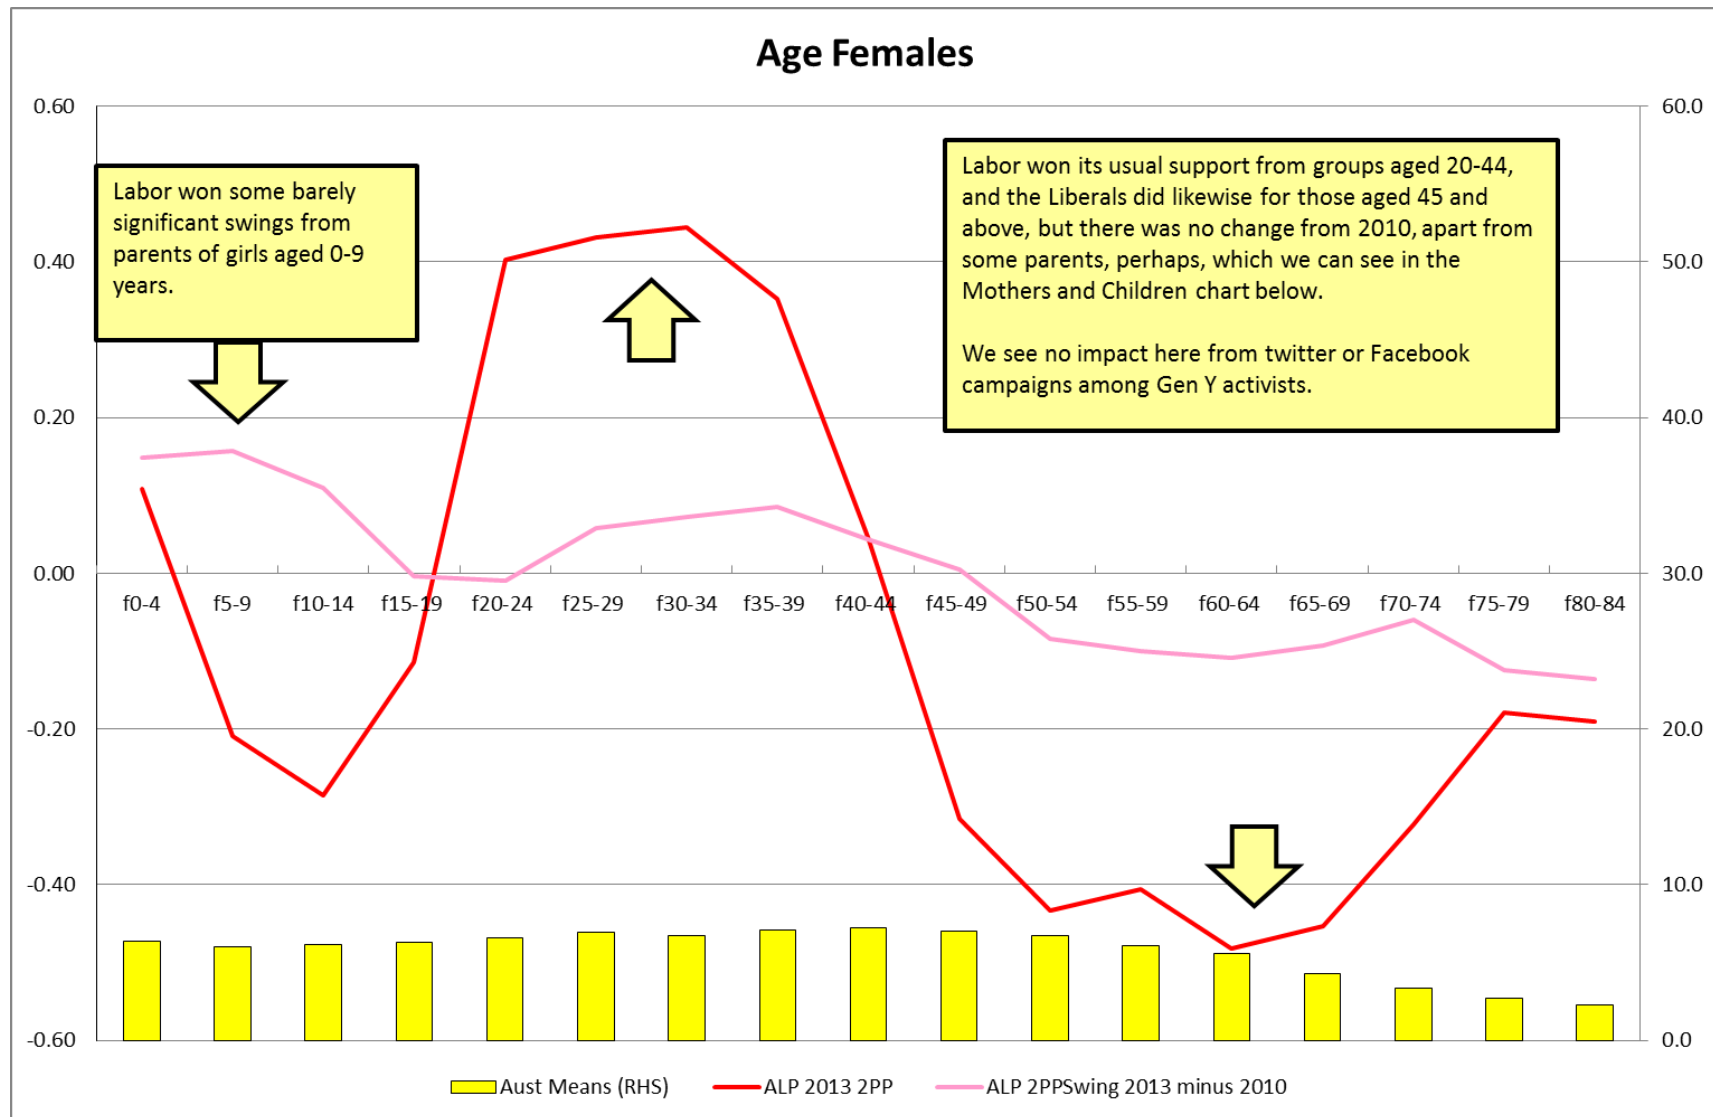 Age Females
0.60
0.40
0.20
0.00
-0.20
-0.40
-0.60
60.0
50.0
40.0
30.0
20.0
10.0
0.0
Labor won some barely
significant swings from
parents of girls aged 0-9
years.
Labor won its usual support from groups aged 20-44,
and the Liberals did likewise for those aged 45 and
above, but there was no change from 2010, apart from
some parents, perhaps, which we can see in the
Mothers and Children chart below.
We see no impact here from twitter or Facebook
campaigns among Gen Y activists.
f0-4 f5-9 f10-14 f15-19 f20-24 f25-29 f30-34 f35-39 f40-44 f45-49 f50-54 f55-59 f60-64 f65-69 f70-74 f75-79 f80-84
Aust Means (RHS) ALP 2013 2PP ALP 2PPSwing 2013 minus 2010